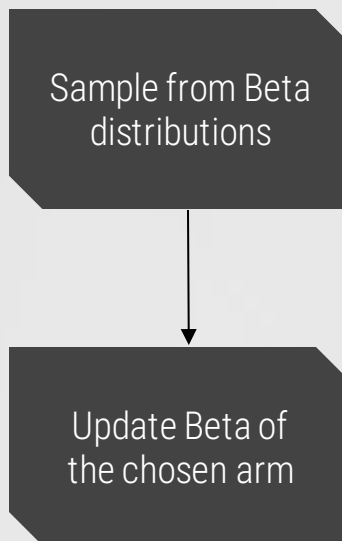 Sample from Beta
distributions
Update Beta of
the chosen arm